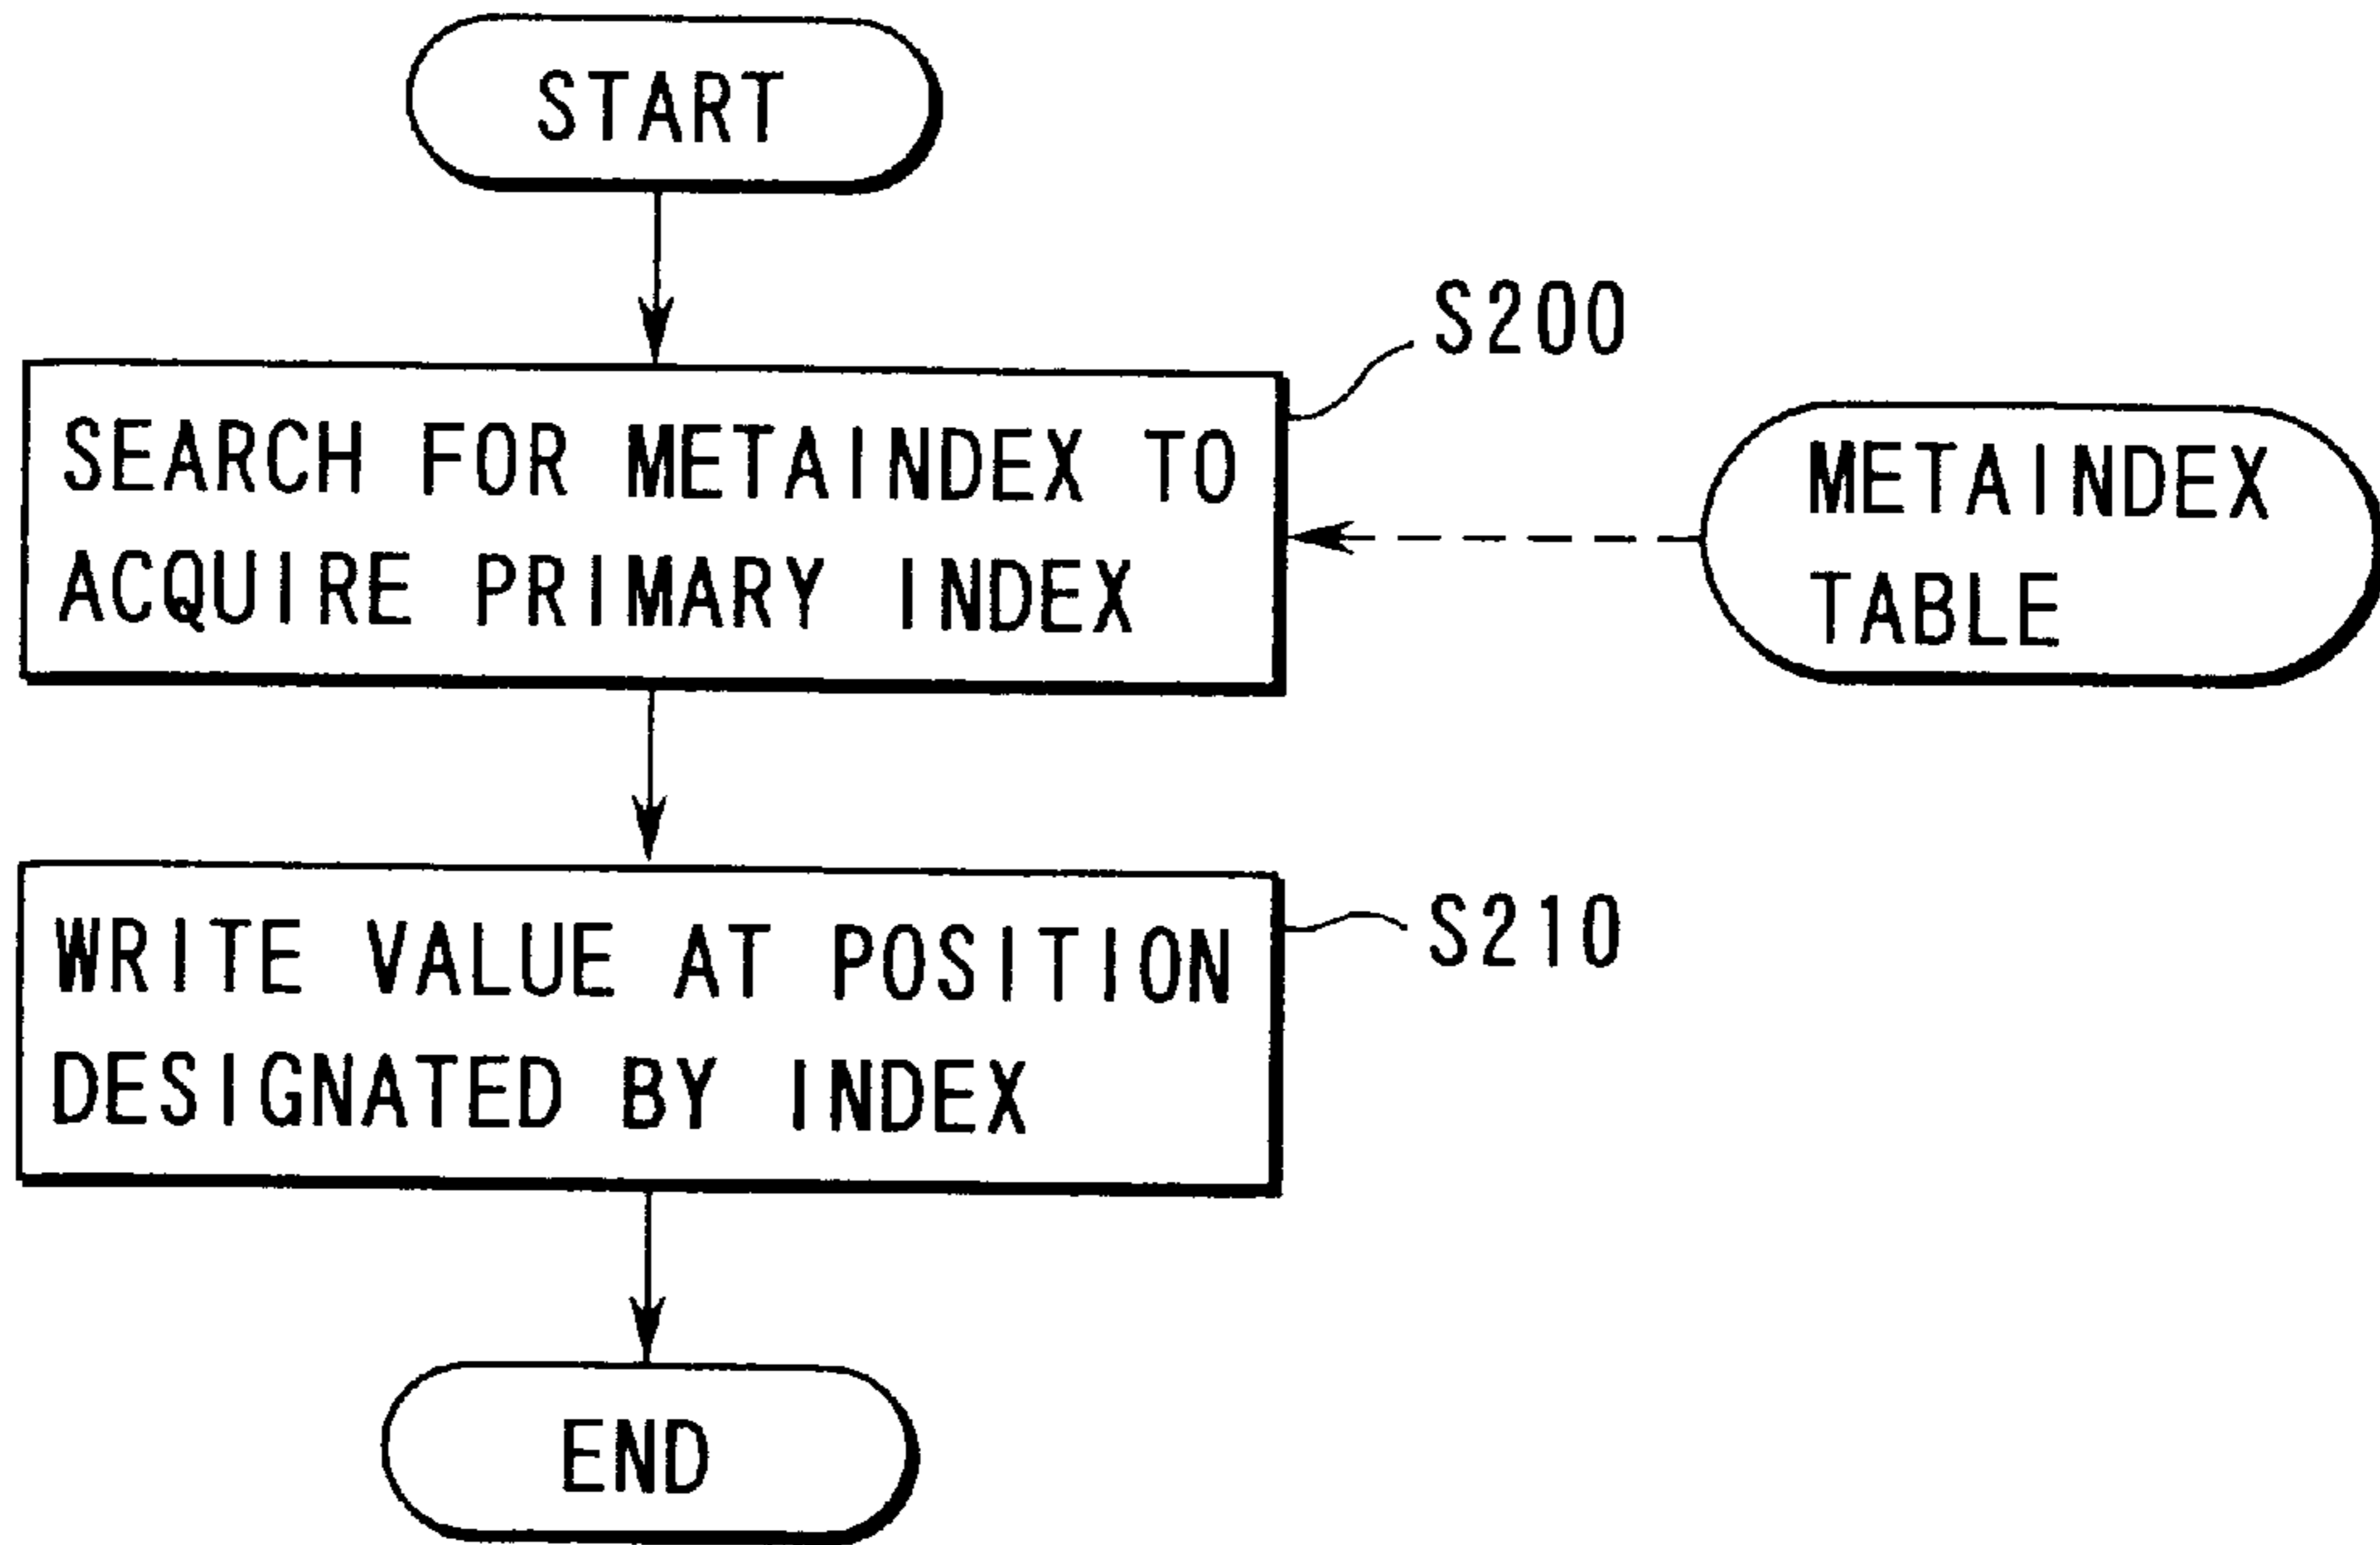 START
S200
SEARCH FOR METAINDEX TO
ACQUIRE PRIMARY INDEX
METAINDEX
TABLE
WRITE VALUE AT POSITION
DESIGNATED BY INDEX
S210
END